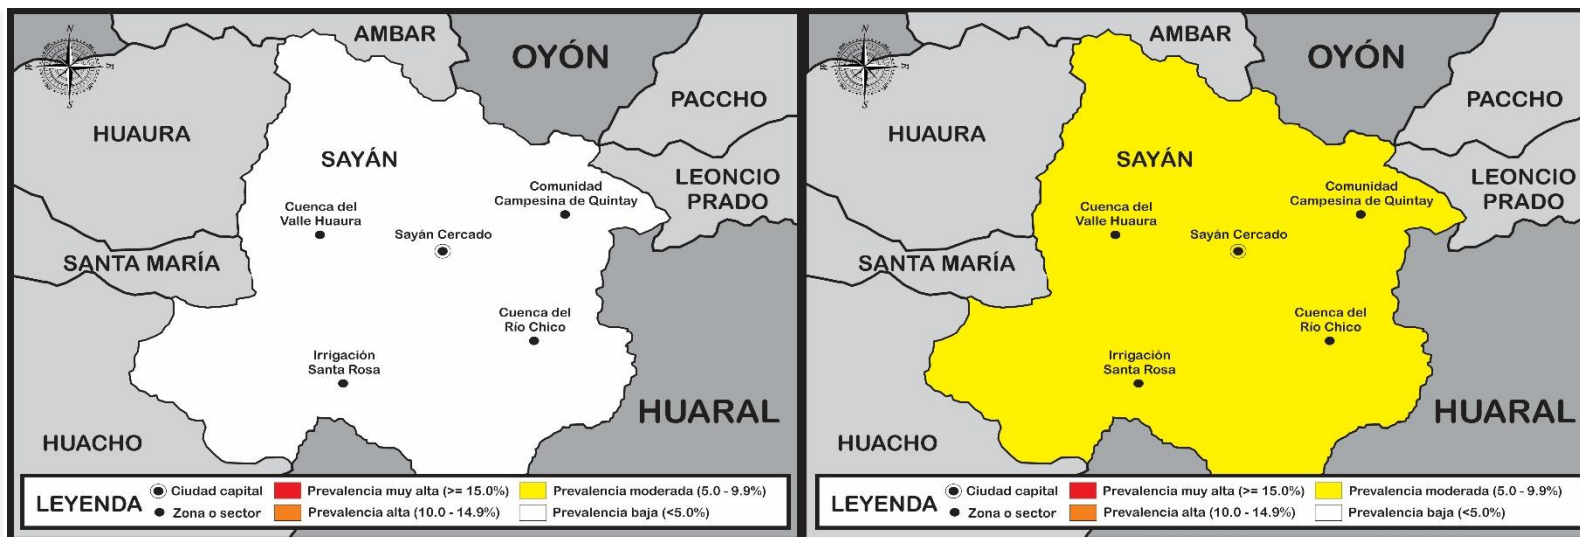 N
E
S
AMBAR
OYÓN
PACCHO
HUAURA
SAYÁN
LEONCIO
PRADO
Comunidad
Campesina de Quintay
Cuenca del
Valle Huaura
Sayán Cercado
SANTA MARÍA
Cuenca del
Río Chico
Irrigación
Santa Rosa
HUARAL
HUACHO
LEYENDA
Ciudad capital
Prevalencia muy alta (>= 15.0%)
Prevalencia moderada (5.0 - 9.9%)
Zona o sector
Prevalencia alta (10.0 - 14.9%)
Prevalencia baja (<5.0%)
N
E
S
AMBAR
OYÓN
PACCHO
HUAURA
SAYÁN
LEONCIO
PRADO
Comunidad
Campesina de Quintay
Cuenca del
Valle Huaura
Sayán Cercado
SANTA MARÍA
Cuenca del
Río Chico
Irrigación
Santa Rosa
HUARAL
HUACHO
LEYENDA
Ciudad capital
Prevalencia muy alta (>= 15.0%)
Prevalencia moderada (5.0 - 9.9%)
Zona o sector
Prevalencia alta (10.0 - 14.9%)
Prevalencia baja (<5.0%)